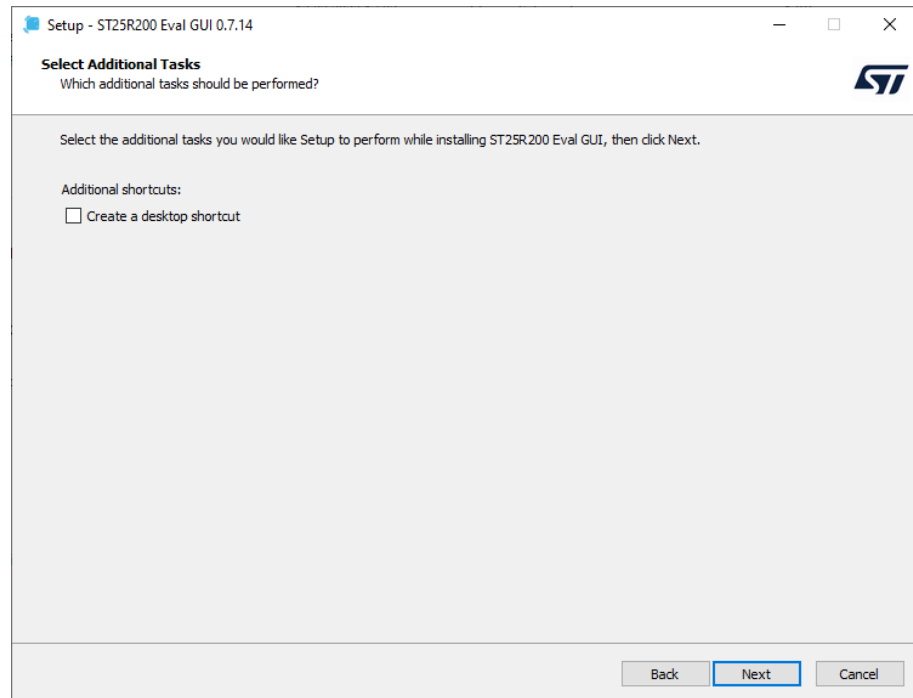 Setup - ST25R200 Eval GUI 0.7.14
Select Additional Tasks
Which additional tasks should be performed?
ST
Select the additional tasks you would like Setup to perform while installing ST25R200 Eval GUI, then click Next.
Additional shortcuts:
Create a desktop shortcut
Back Next Cancel